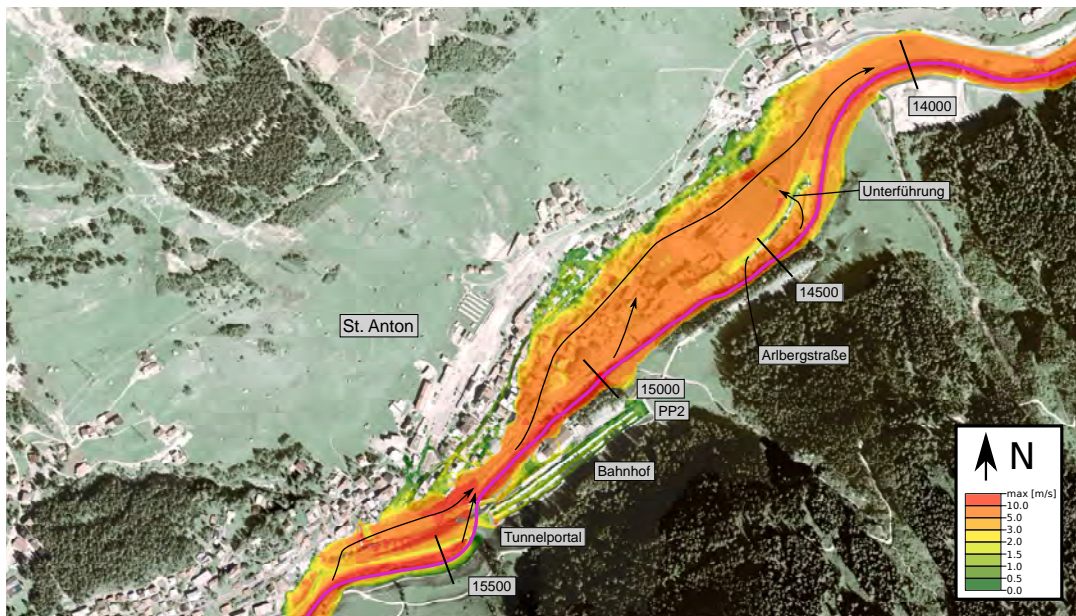 14000
Unterführung
14500
St. Anton
Arlbergstraße
15000
PP2
Bahnhof
Tunnelportal
15500
N
max [m/s]
10.0
5.0
3.0
2.0
1.5
1.0
0.5
0.0